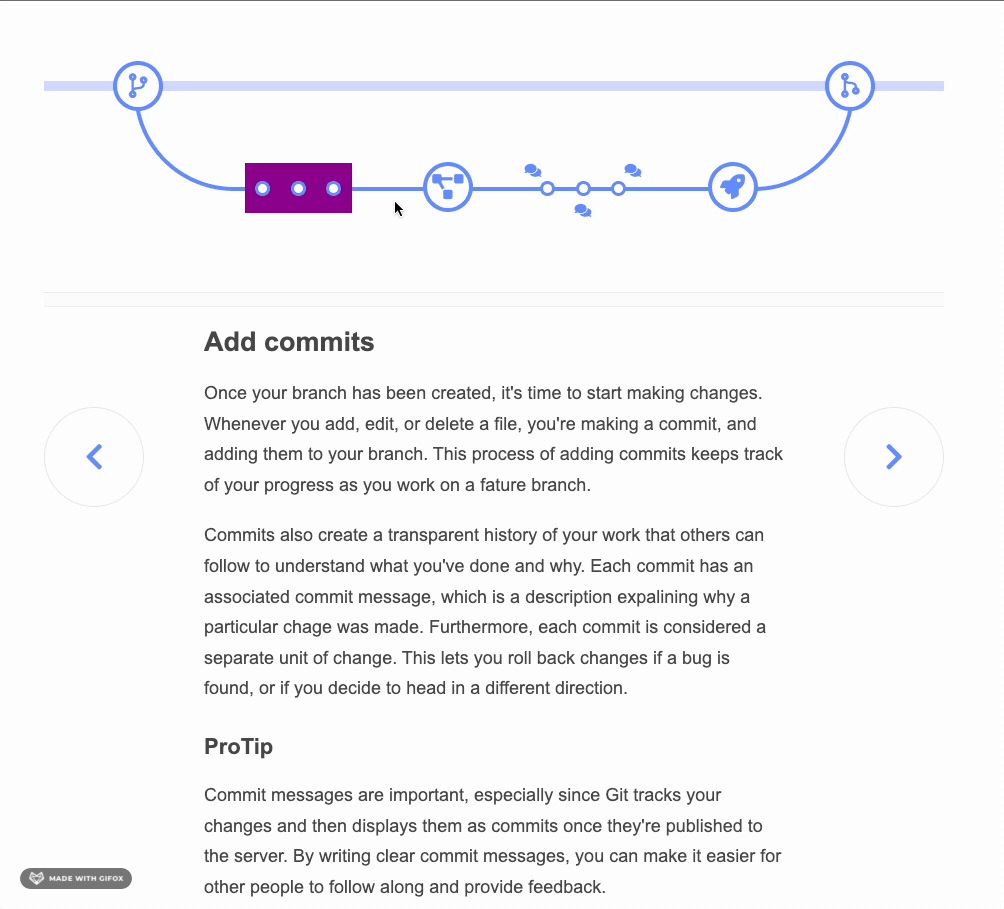 Add commits
Once your branch has been created, it's time to start making changes.
Whenever you add, edit, or delete a file, you're making a commit, and
adding them to your branch. This process of adding commits keeps track
of your progress as you work on a fature branch.
Commits also create a transparent history of your work that others can
follow to understand what you've done and why. Each commit has an
associated commit message, which is a description expalining why a
particular chage was made. Furthermore, each commit is considered a
separate unit of change. This lets you roll back changes if a bug is
found, or if you decide to head in a different direction.
ProTip
Commit messages are important, especially since Git tracks your
changes and then displays them as commits once they're published to
the server. By writing clear commit messages, you can make it easier for
other people to follow along and provide feedback.
MADE WITH GIFOX